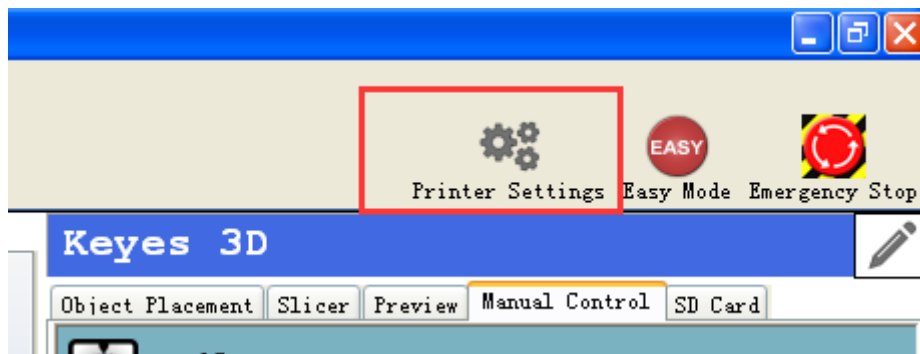 EASY
Printer Settings Easy Mode Emergency Stop
Keyes 3D
Object Placement Slicer Preview Manual Control SD Card